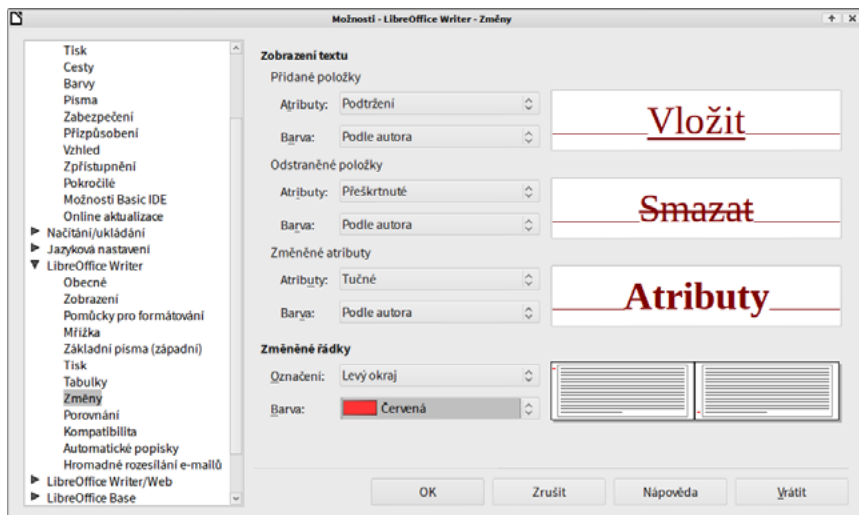 Možnosti - LibreOffice Writer - Změny
Tisk
Cesty
Barvy
Písma
Zabezpečení
Přizpůsobení
Vzhled
Zpřístupnění
Pokročilé
Možnosti Basic IDE
Online aktualizace
Načítání/ukládání
Jazyková nastavení
LibreOffice Writer
Obecné
Zobrazení
Pomůcky pro formátování
Mřížka
Základní písma (západní)
Tisk
Tabulky
Změny
Porovnání
Kompatibilita
Automatické popisky
Hromadné rozesílání e-mailů
LibreOffice Writer/Web
LibreOffice Base
Zobrazení textu
Přidané položky
Atributy: Podtržení
Barva: Podle autora
Vložit
Odstraněné položky
Atributy: Přeškrtnuté
Barva: Podle autora
Smazat
Změněné atributy
Atributy: Tučné
Barva: Podle autora
Atributy
Změněné řádky
Označení: Levý okraj
Barva: Červená
OK Zrušit Nápověda Vrátit